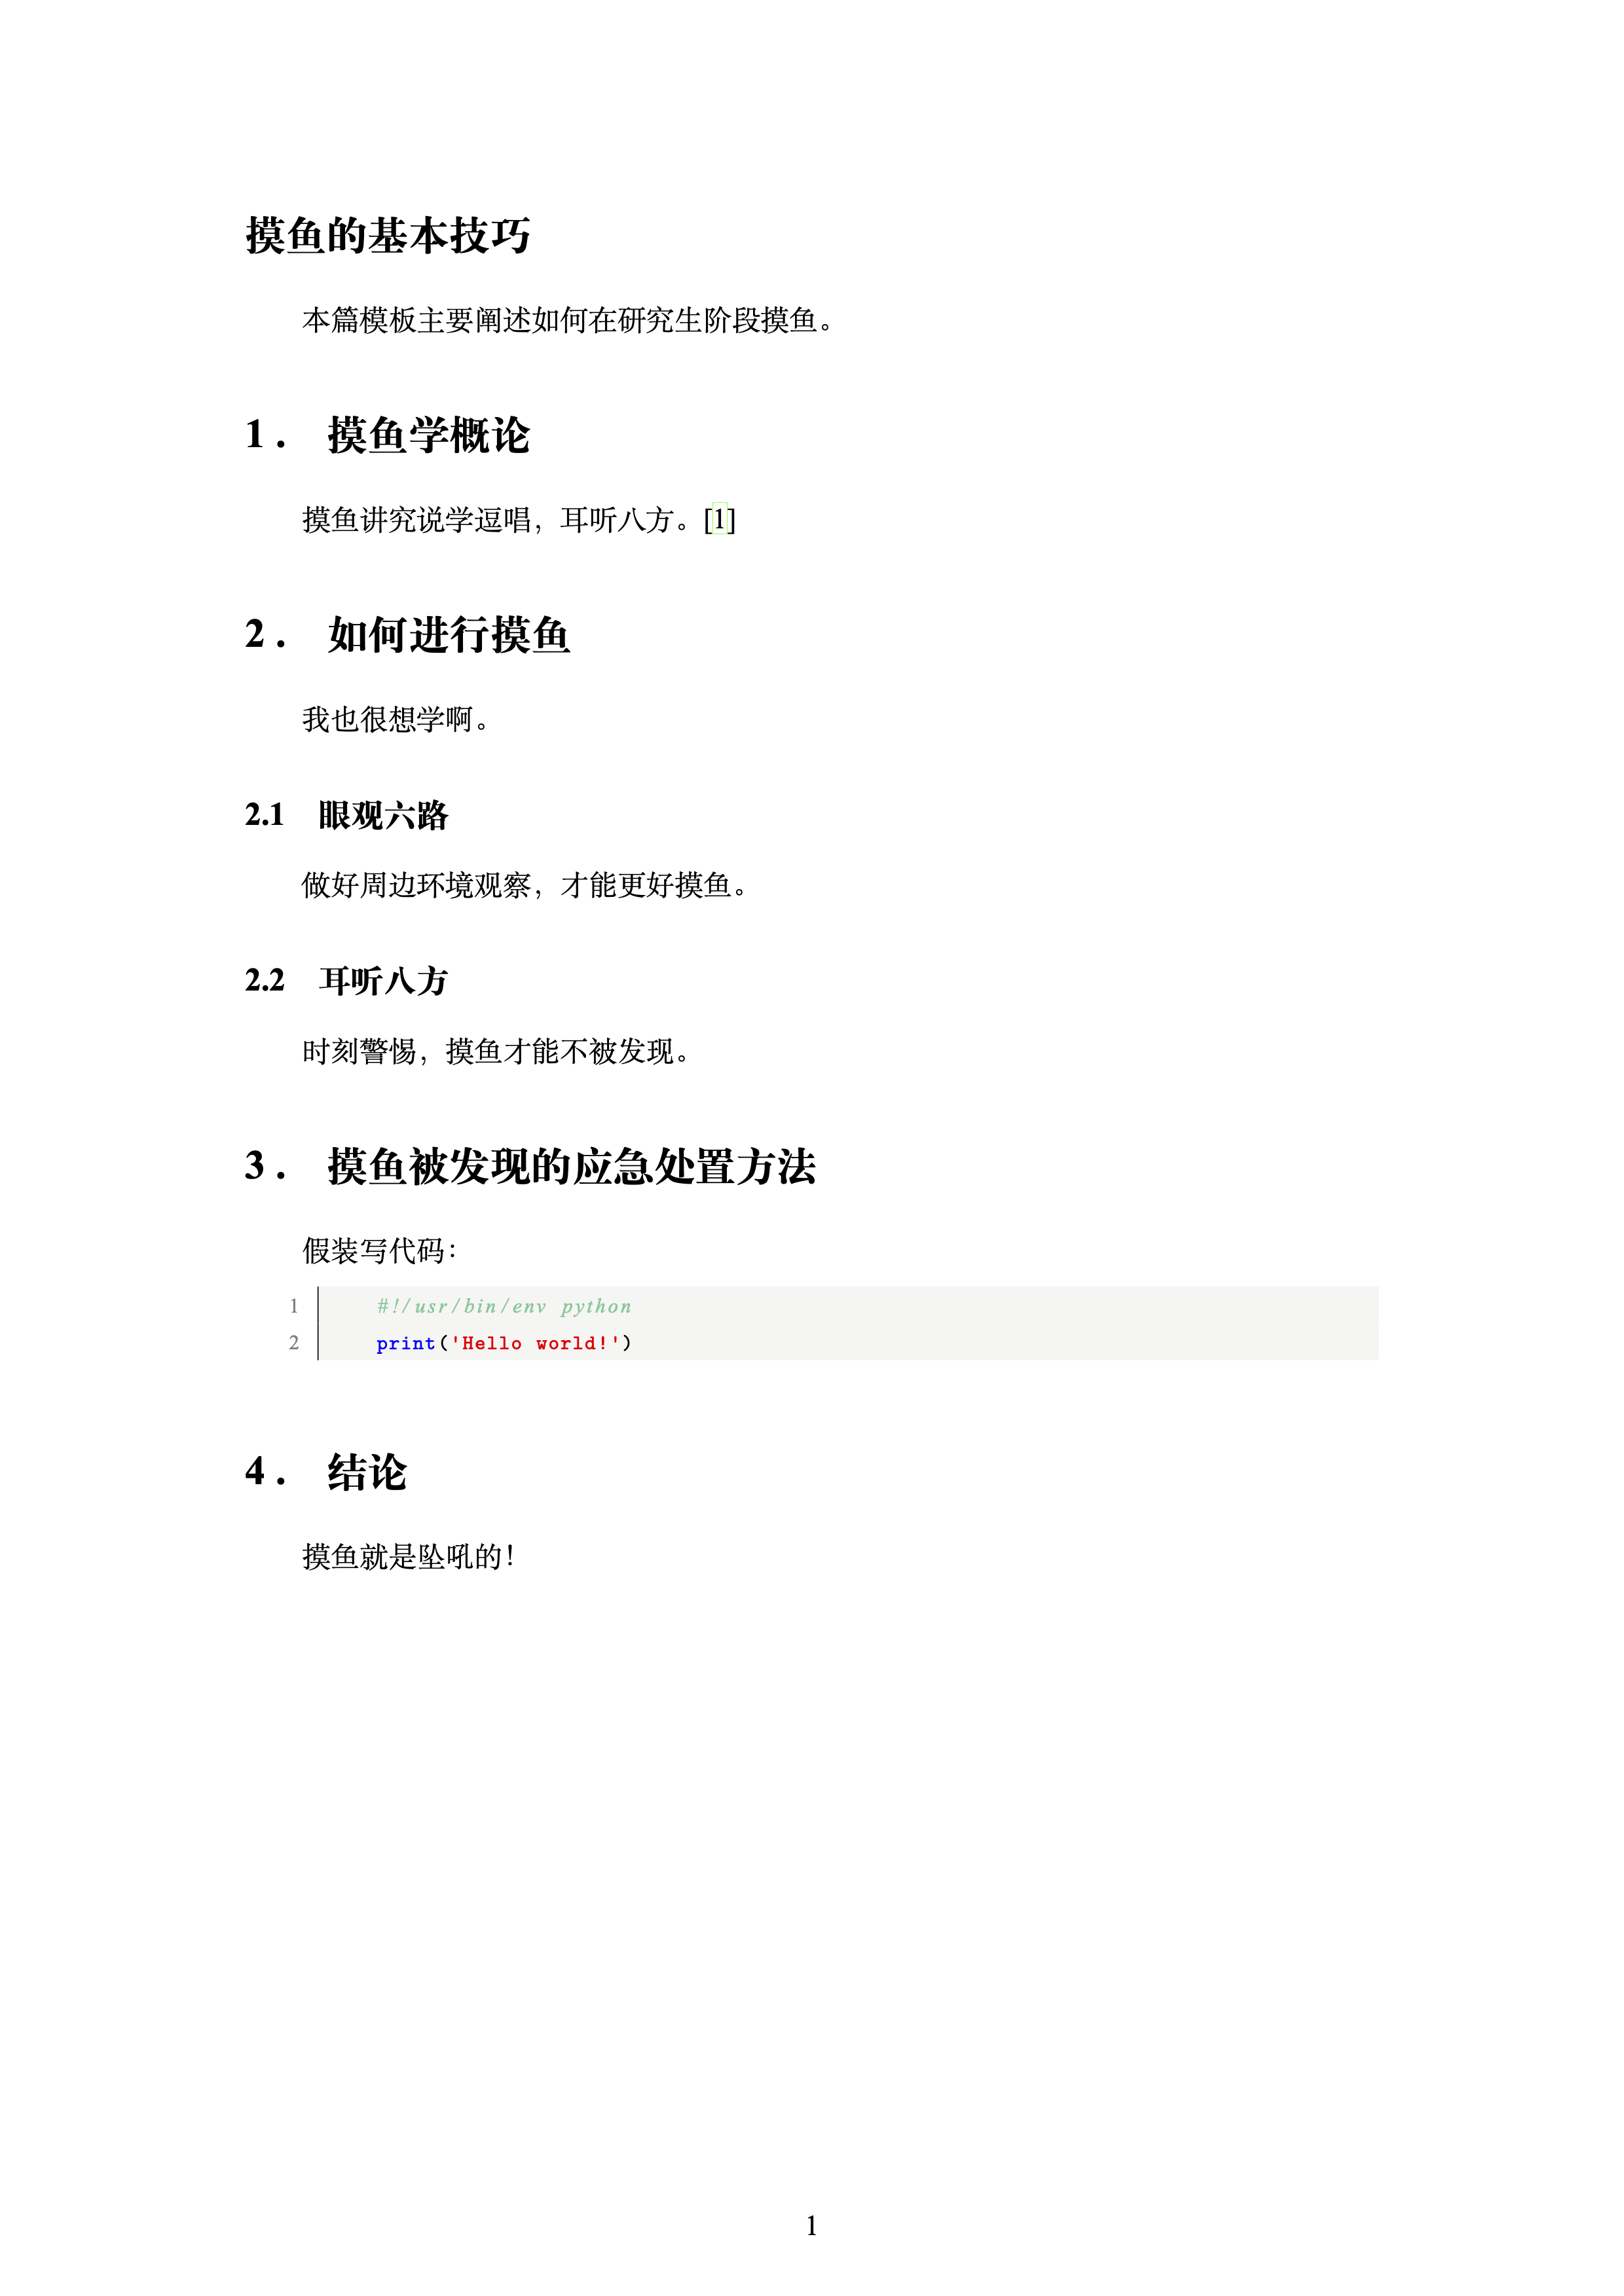 摸鱼的基本技巧
本篇模板主要阐述如何在研究生阶段摸鱼。
1． 摸鱼学概论
摸鱼讲究说学逗唱，耳听八方。[1]
2． 如何进行摸鱼
我也很想学啊。
2.1 眼观六路
做好周边环境观察，才能更好摸鱼。
2.2 耳听八方
时刻警惕，摸鱼才能不被发现。
3． 摸鱼被发现的应急处置方法
假装写代码：
1 #!/usr/bin/env python
2 print('Hello world!')
4． 结论
摸鱼就是坠吼的！
1